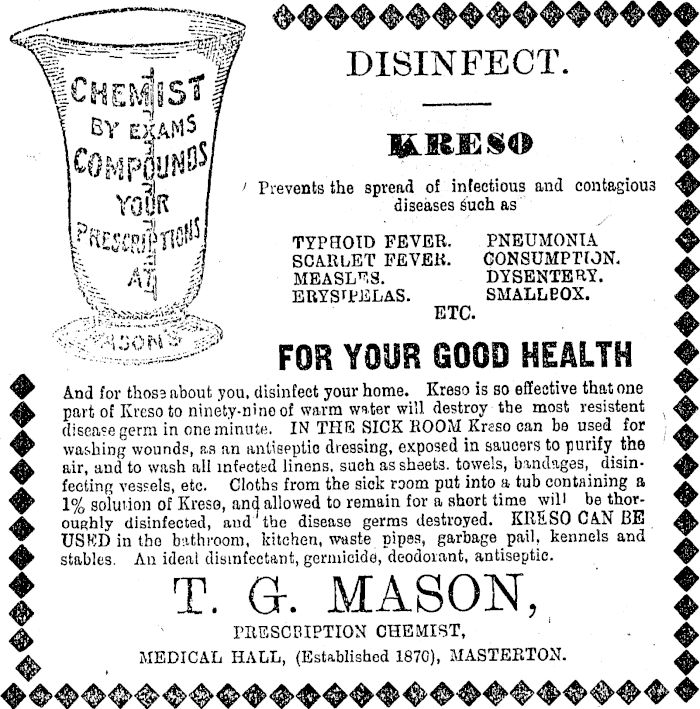 CHEMIST
BY EXAMS
COMPOUNDS
YOUR
PRESCRIPTIONS
AT
MASON'S
DISINFECT.
KRESO
Prevents the spread of infectious and contagious
diseases such as
TYPHOID FEVER. PNEUMONIA
SCARLET FEVER. CONSUMPTION.
MEASLES. DYSENTERY.
ERYSIPELAS. SMALLPOX.
ETC.
FOR YOUR GOOD HEALTH
And for those about you, disinfect your home. Kreso is so effective that one
part of Kreso to ninety-nine of warm water will destroy the most resistent
disease germ in one minute. IN THE SICK ROOM Kreso can be used for
washing wounds, as an antiseptic dressing, exposed in saucers to purify the
air, and to wash all infected linens, such as sheets. towels, bandages, disin-
fecting vessels, etc. Cloths from the sick room put into a tub containing a
1% solution of Kreso, and allowed to remain for a short time will be thor-
oughly disinfected, and the disease germs destroyed. KRESO CAN BE
USED in the bathroom, kitchen, waste pipes, garbage pail, kennels and
stables. An ideal disinfectant, germicide, deodorant, antiseptic.
T. G. MASON,
PRESCRIPTION CHEMIST,
MEDICAL HALL, (Established 1870), MASTERTON.